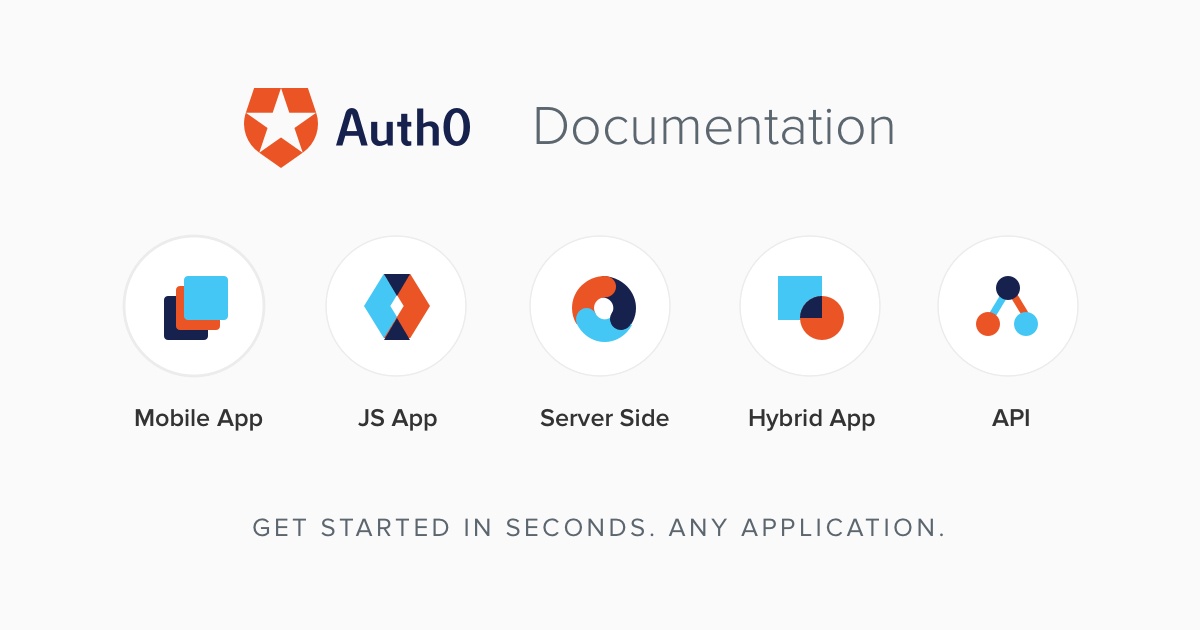 Auth0 Documentation
Mobile App JS App Server Side Hybrid App API
GET STARTED IN SECONDS. ANY APPLICATION.